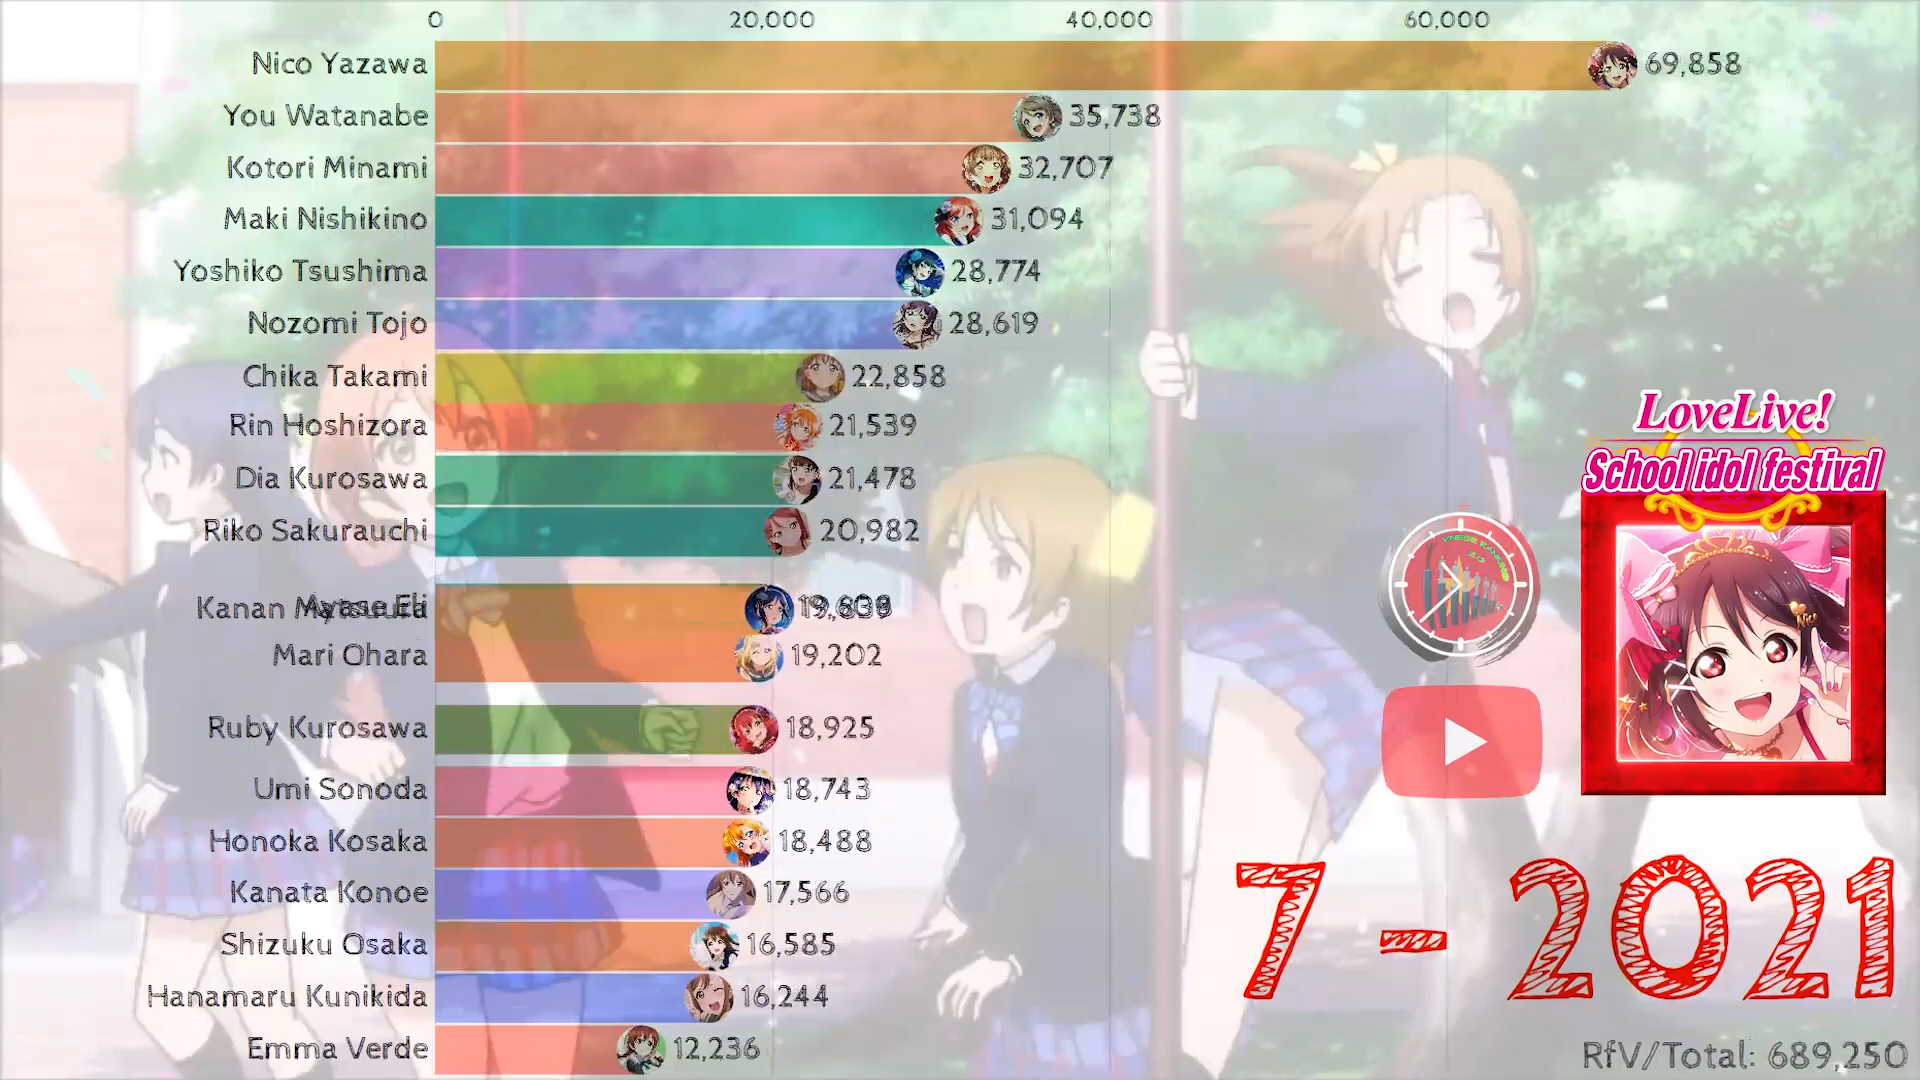 0 20,000 40,000 60,000
Nico Yazawa 69,858
You Watanabe 35,738
Kotori Minami 32,707
Maki Nishikino 31,094
Yoshiko Tsushima 28,774
Nozomi Tojo 28,619
Chika Takami 22,858
Rin Hoshizora 21,539
LoveLive!
School idol festival
Dia Kurosawa 21,478
Riko Sakurauchi 20,982
Kanan Matsuura
Ayase Eli
Mari Ohara 19,202
Ruby Kurosawa 18,925
Umi Sonoda 18,743
Honoka Kosaka 18,488
Kanata Konoe 17,566
Shizuku Osaka 16,585
Hanamaru Kunikida 16,244
Emma Verde 12,236
7 - 2021
RfV/Total: 689,250